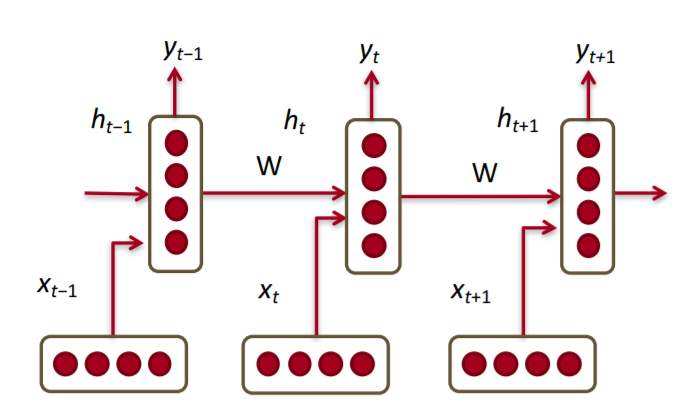 y_{t−1} y_t y_{t+1}
h_{t−1} h_t h_{t+1}
W W
x_{t−1} x_t x_{t+1}